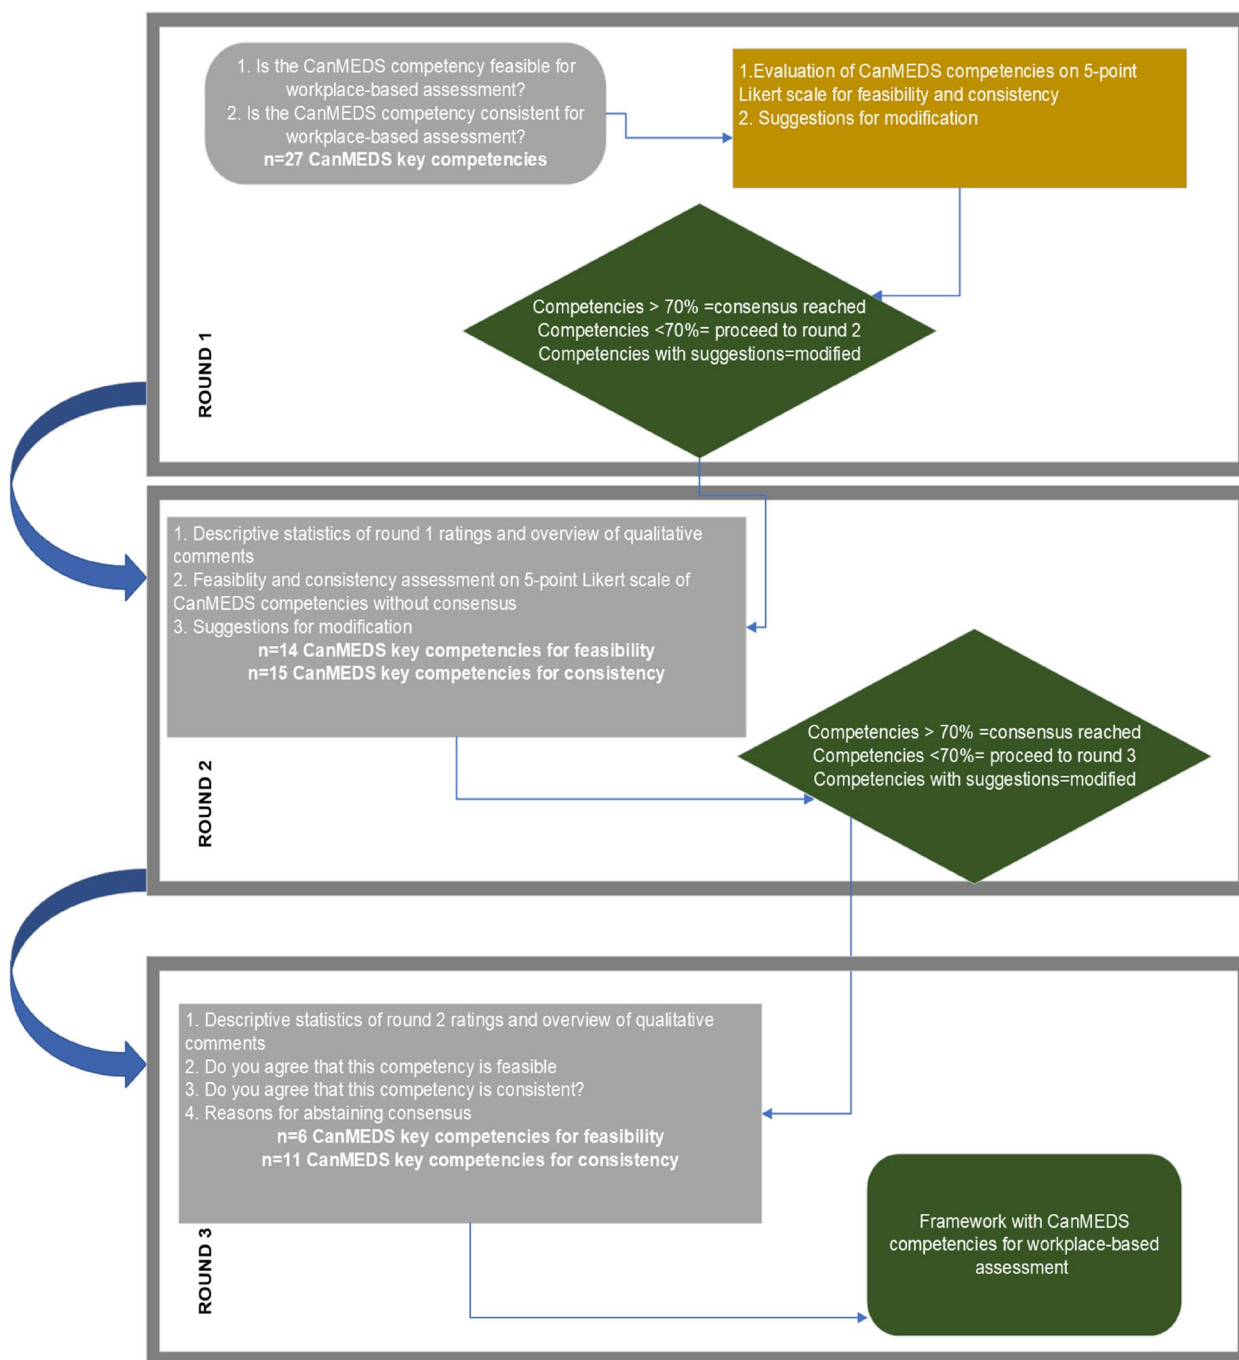 1. Is the CanMEDS competency feasible for
workplace-based assessment?
2. Is the CanMEDS competency consistent for
workplace-based assessment?
n=27 CanMEDS key competencies
1.Evaluation of CanMEDS competencies on 5-point
Likert scale for feasibility and consistency
2. Suggestions for modification
Competencies > 70% =consensus reached
Competencies <70%= proceed to round 2
Competencies with suggestions=modified
ROUND 1
1. Descriptive statistics of round 1 ratings and overview of qualitative
comments
2. Feasiblity and consistency assessment on 5-point Likert scale of
CanMEDS competencies without consensus
3. Suggestions for modification
n=14 CanMEDS key competencies for feasibility
n=15 CanMEDS key competencies for consistency
Competencies > 70% =consensus reached
Competencies <70%= proceed to round 3
Competencies with suggestions=modified
ROUND 2
1. Descriptive statistics of round 2 ratings and overview of qualitative
comments
2. Do you agree that this competency is feasible
3. Do you agree that this competency is consistent?
4. Reasons for abstaining consensus
n=6 CanMEDS key competencies for feasibility
n=11 CanMEDS key competencies for consistency
Framework with CanMEDS
competencies for workplace-based
assessment
ROUND 3